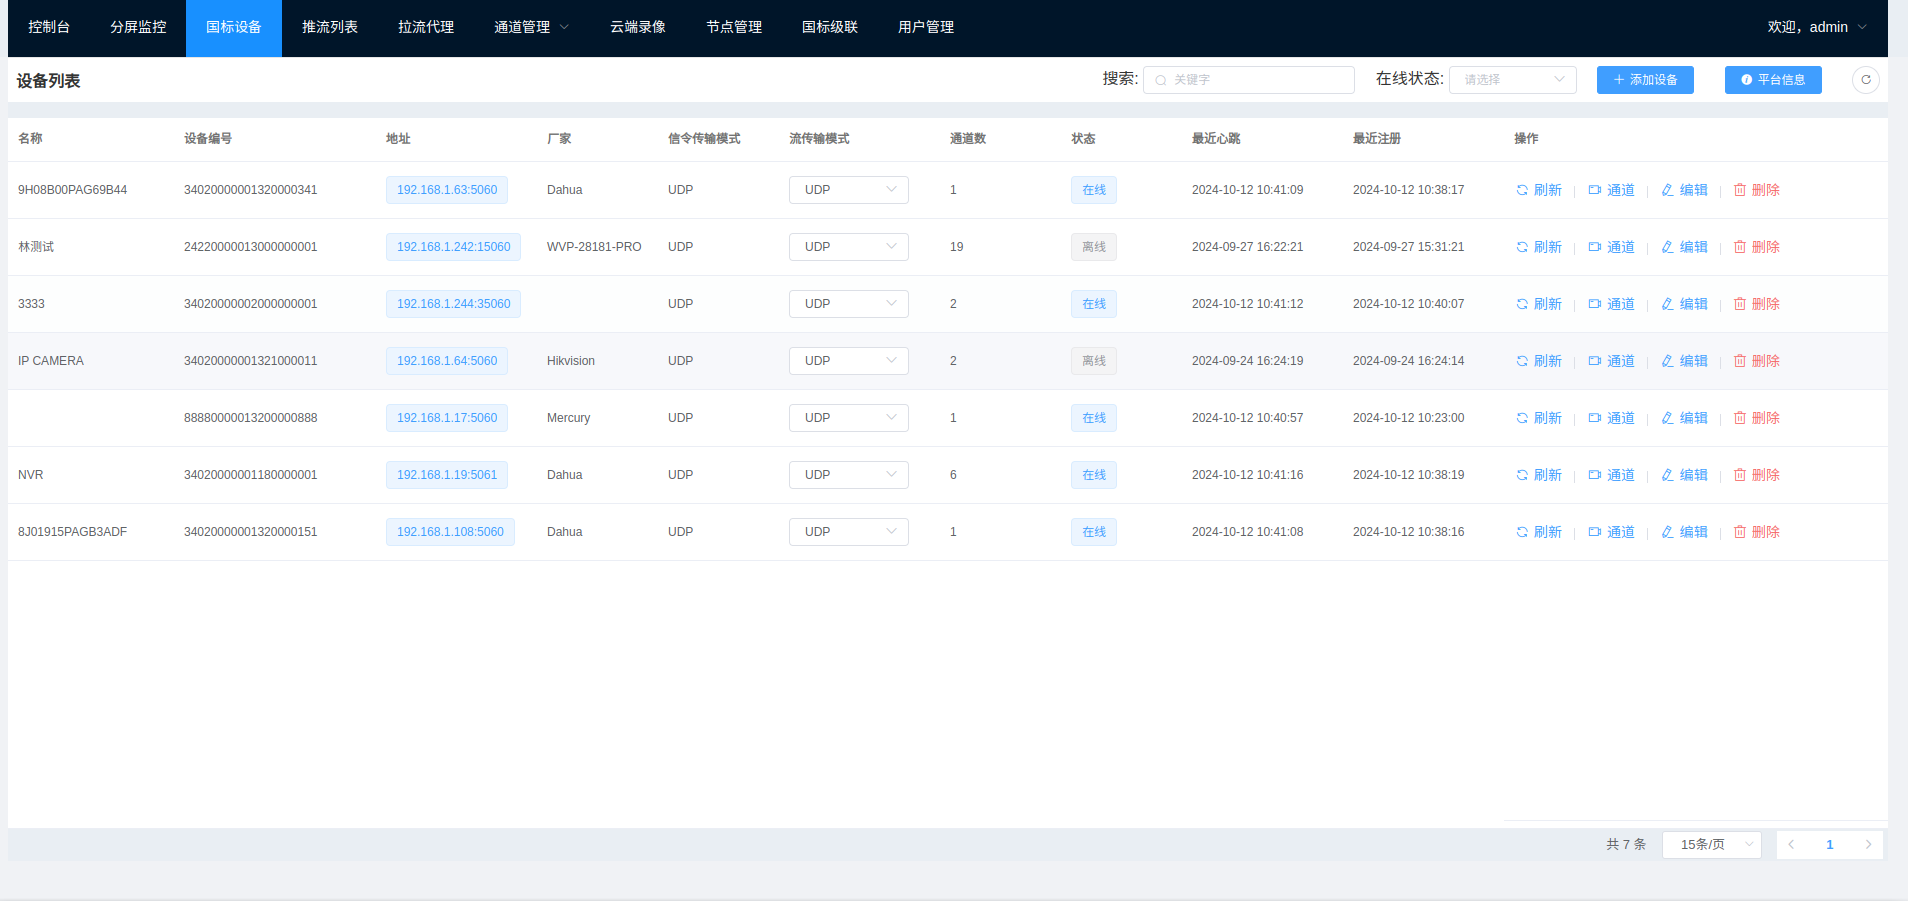 控制台 分屏监控 国标设备 推流列表 拉流代理 通道管理 云端录像 节点管理 国标级联 用户管理 欢迎，admin
设备列表 搜索: 关键字 在线状态: 请选择 添加设备 平台信息
名称 设备编号 地址 厂家 信令传输模式 流传输模式 通道数 状态 最近心跳 最近注册 操作
9H08B00PAG69B44 34020000001320000341 192.168.1.63:5060 Dahua UDP UDP 1 在线 2024-10-12 10:41:09 2024-10-12 10:38:17 刷新 通道 编辑 删除
林测试 24220000013000000001 192.168.1.242:15060 WVP-28181-PRO UDP UDP 19 离线 2024-09-27 16:22:21 2024-09-27 15:31:21 刷新 通道 编辑 删除
3333 34020000002000000001 192.168.1.244:35060 UDP UDP 2 在线 2024-10-12 10:41:12 2024-10-12 10:40:07 刷新 通道 编辑 删除
IP CAMERA 34020000001321000011 192.168.1.64:5060 Hikvision UDP UDP 2 离线 2024-09-24 16:24:19 2024-09-24 16:24:14 刷新 通道 编辑 删除
88880000013200000888 192.168.1.17:5060 Mercury UDP UDP 1 在线 2024-10-12 10:40:57 2024-10-12 10:23:00 刷新 通道 编辑 删除
NVR 34020000001180000001 192.168.1.19:5061 Dahua UDP UDP 6 在线 2024-10-12 10:41:16 2024-10-12 10:38:19 刷新 通道 编辑 删除
8J01915PAGB3ADF 34020000001320000151 192.168.1.108:5060 Dahua UDP UDP 1 在线 2024-10-12 10:41:08 2024-10-12 10:38:16 刷新 通道 编辑 删除
共 7 条 15条/页 1